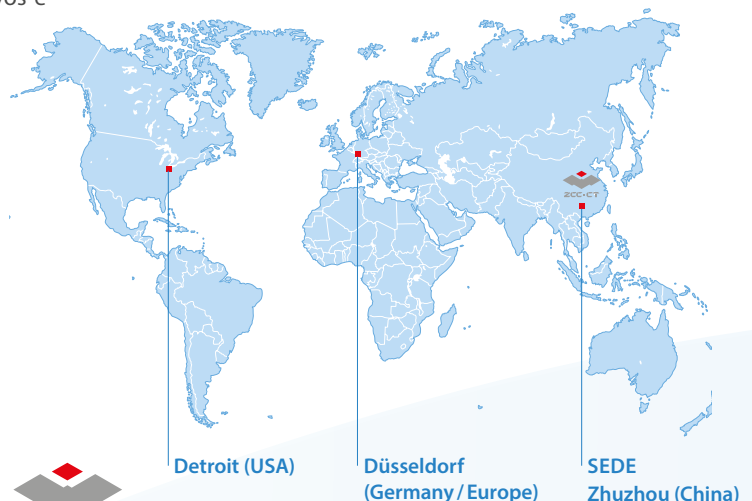 ZCC-CT
Detroit (USA)
Düsseldorf
(Germany / Europe)
SEDE
Zhuzhou (China)